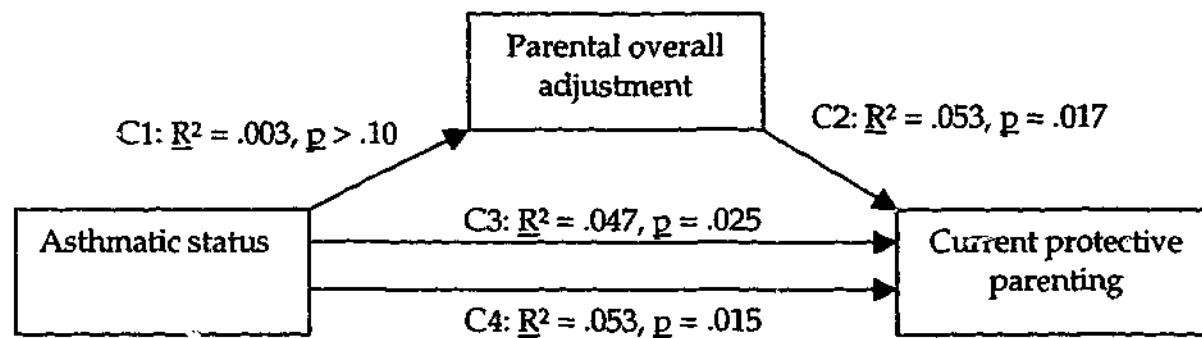 Parental overall
adjustment
C1: R² = .003, p > .10
C2: R² = .053, p = .017
Asthmatic status
C3: R² = .047, p = .025
Current protective
parenting
C4: R² = .053, p = .015